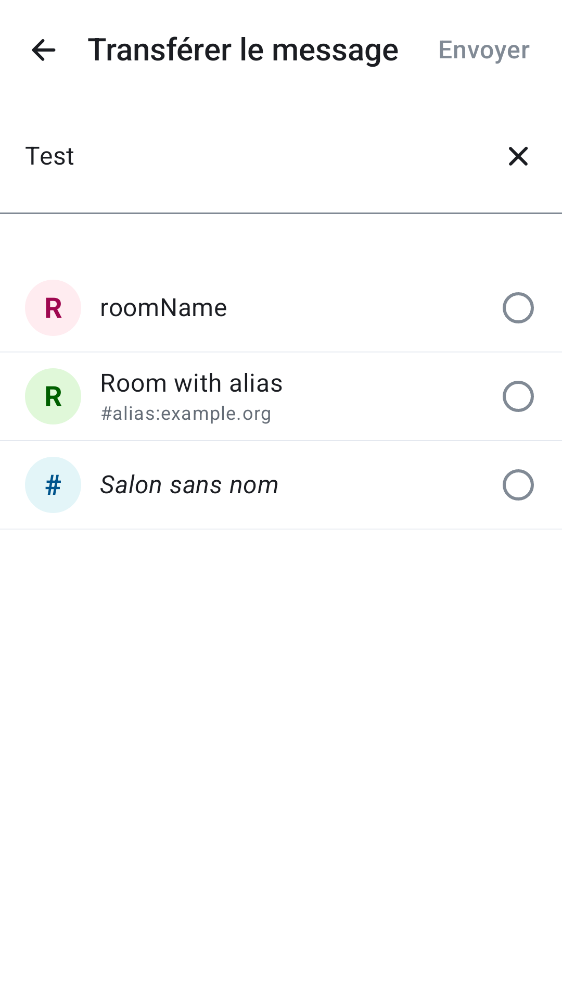 Transférer le message
Envoyer
Test
R
roomName
R
Room with alias
#alias:example.org
#
Salon sans nom